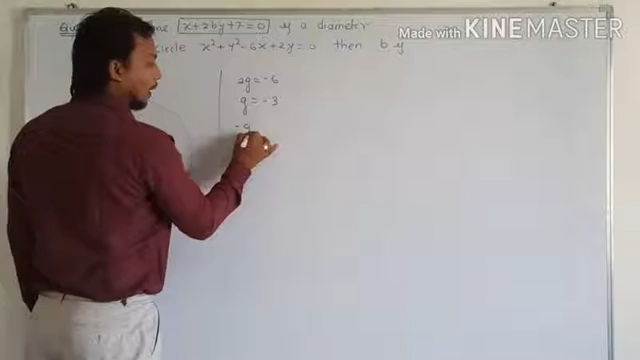 Made with KINEMASTER
line x+2by+7=0 is a diameter
circle x²+y²-6x+2y=0 then b is
2g=-6
g=-3
-g